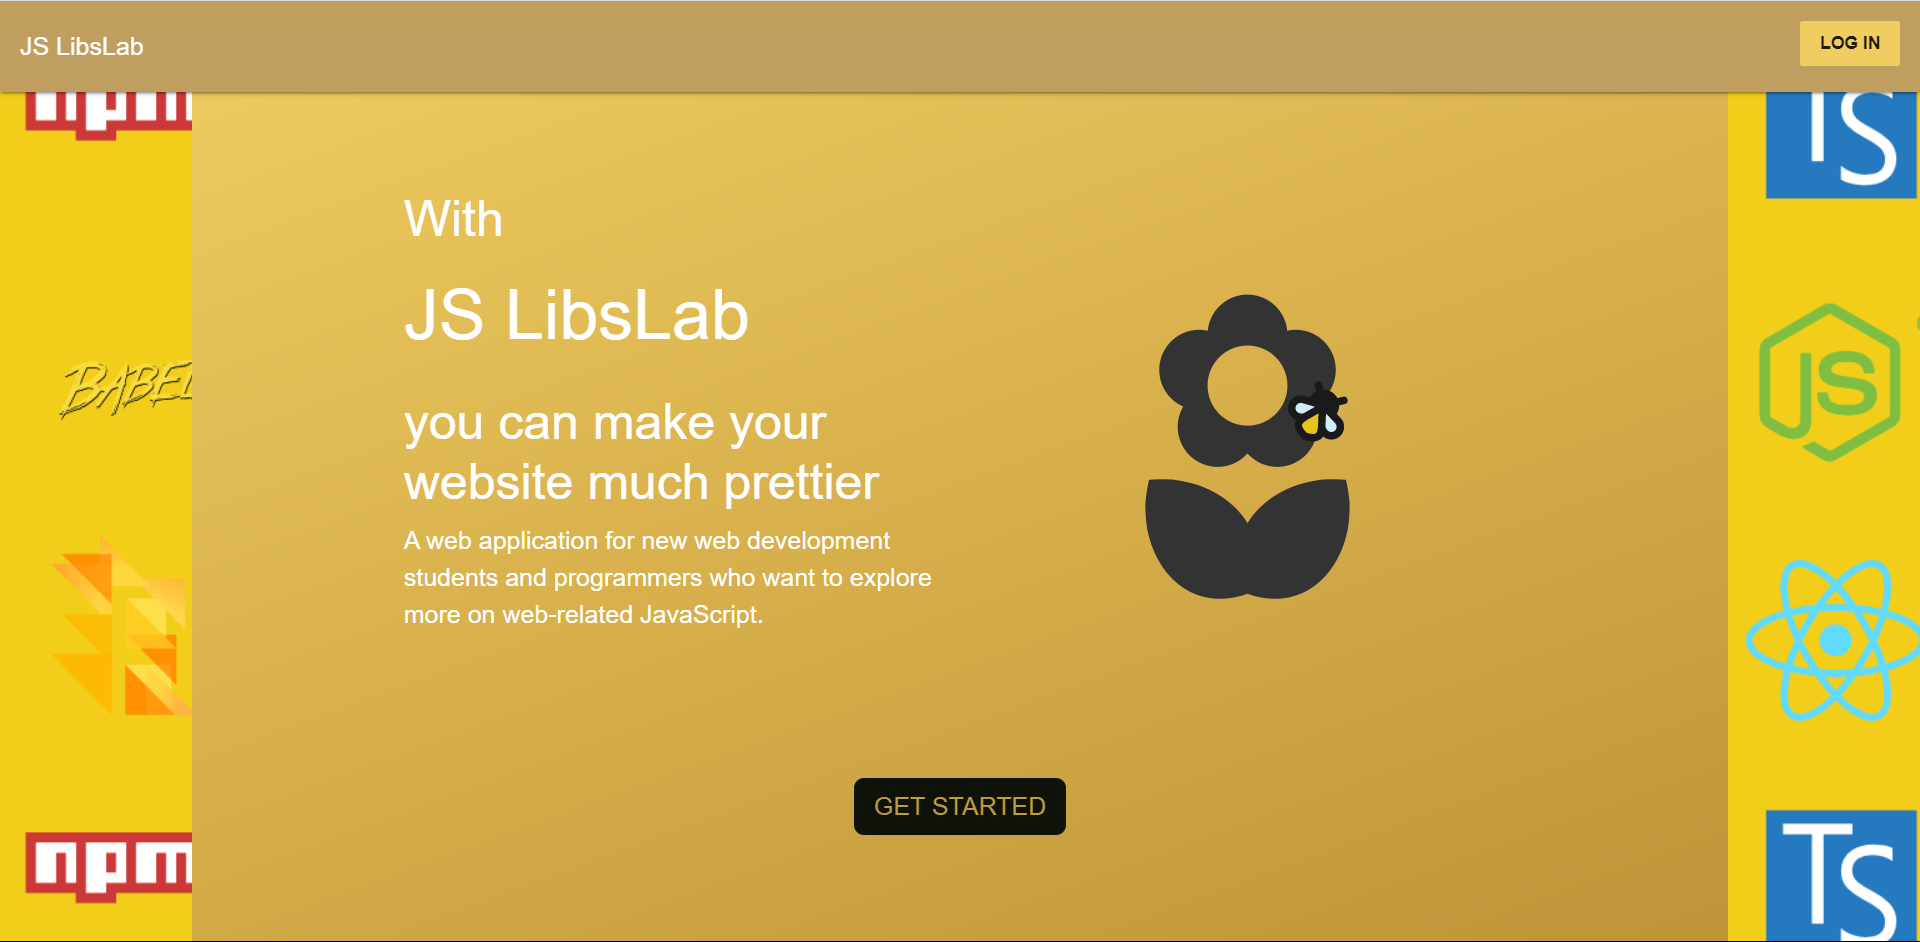 JS LibsLab
LOG IN
npm
TS
With
JS LibsLab
you can make your
website much prettier
BABEL
JS
A web application for new web development
students and programmers who want to explore
more on web-related JavaScript.
GET STARTED
npm
TS